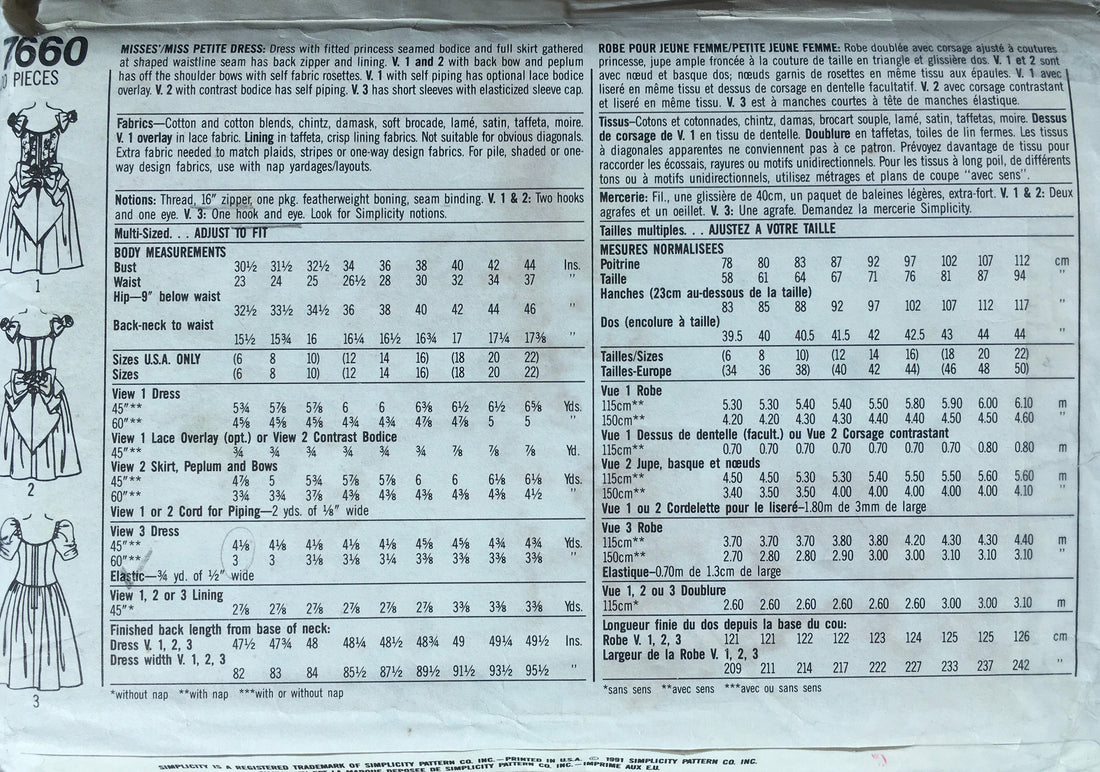 7660
PIECES
1
2
3
MISSES'/MISS PETITE DRESS: Dress with fitted princess seamed bodice and full skirt gathered
at shaped waistline seam has back zipper and lining. V. 1 and 2 with back bow and peplum
has off the shoulder bows with self fabric rosettes. V. 1 with self piping has optional lace bodice
overlay. V. 2 with contrast bodice has self piping. V. 3 has short sleeves with elasticized sleeve cap.
Fabrics—Cotton and cotton blends, chintz, damask, soft brocade, lamé, satin, taffeta, moire.
V. 1 overlay in lace fabric. Lining in taffeta, crisp lining fabrics. Not suitable for obvious diagonals.
Extra fabric needed to match plaids, stripes or one-way design fabrics. For pile, shaded or one-
way design fabrics, use with nap yardages/layouts.
Notions: Thread, 16" zipper, one pkg. featherweight boning, seam binding. V. 1 & 2: Two hooks
and one eye. V. 3: One hook and eye. Look for Simplicity notions.
Multi-Sized. . . ADJUST TO FIT
BODY MEASUREMENTS
Bust 30½ 31½ 32½ 34 36 38 40 42 44 Ins.
Waist 23 24 25 26½ 28 30 32 34 37 "
Hip—9" below waist
32½ 33½ 34½ 36 38 40 42 44 46 "
Back-neck to waist
15½ 15¾ 16 16¼ 16½ 16¾ 17 17¼ 17⅜ "
Sizes U.S.A. ONLY (6 8 10) (12 14 16) (18 20 22)
Sizes (6 8 10) (12 14 16) (18 20 22)
View 1 Dress
45"** 5¾ 5⅞ 5⅞ 6 6 6⅜ 6½ 6½ 6⅝ Yds.
60"** 4⅝ 4⅝ 4⅝ 4¾ 4¾ 4⅞ 4⅞ 5 5 "
View 1 Lace Overlay (opt.) or View 2 Contrast Bodice
45"** ¾ ¾ ¾ ¾ ¾ ¾ ⅞ ⅞ ⅞ Yd.
View 2 Skirt, Peplum and Bows
45"** 4⅞ 5 5¾ 5⅞ 5⅞ 6 6 6⅛ 6⅛ Yds.
60"** 3¾ 3¾ 3⅞ 4⅜ 4⅜ 4⅜ 4⅜ 4⅜ 4½ "
View 1 or 2 Cord for Piping—2 yds. of ⅛" wide
View 3 Dress
45"** 4⅛ 4⅛ 4⅛ 4⅛ 4⅛ 4⅝ 4⅝ 4¾ 4¾ Yds.
60"** 3 3 3⅛ 3⅛ 3¼ 3⅜ 3⅜ 3⅜ 3⅜ "
Elastic—¾ yd. of ½" wide
View 1, 2 or 3 Lining
45"* 2⅞ 2⅞ 2⅞ 2⅞ 2⅞ 2⅞ 3⅜ 3⅜ 3⅜ Yds.
Finished back length from base of neck:
Dress V. 1, 2, 3 47½ 47¾ 48 48¼ 48½ 48¾ 49 49¼ 49½ Ins.
Dress width V. 1, 2, 3
82 83 84 85½ 87½ 89½ 91½ 93½ 95½ "
*without nap **with nap ***with or without nap
ROBE POUR JEUNE FEMME/PETITE JEUNE FEMME: Robe doublée avec corsage ajusté à coutures
princesse, jupe ample froncée à la couture de taille en triangle et glissière dos. V. 1 et 2 sont
avec nœud et basque dos; nœuds garnis de rosettes en même tissu aux épaules. V. 1 avec
liseré en même tissu et dessus de corsage en dentelle facultatif. V. 2 avec corsage contrastant
et liseré en même tissu. V. 3 est à manches courtes à tête de manches élastique.
Tissus—Cotons et cotonnades, chintz, damas, brocart souple, lamé, satin, taffetas, moire. Dessus
de corsage de V. 1 en tissu de dentelle. Doublure en taffetas, toiles de lin fermes. Les tissus
à diagonales apparentes ne conviennent pas à ce patron. Prévoyez davantage de tissu pour
raccorder les écossais, rayures ou motifs unidirectionnels. Pour les tissus à long poil, de différents
tons ou à motifs unidirectionnels, utilisez métrages et plans de coupe "avec sens".
Mercerie: Fil., une glissière de 40cm, un paquet de baleines légères, extra-fort. V. 1 & 2: Deux
agrafes et un oeillet. V. 3: Une agrafe. Demandez la mercerie Simplicity.
Tailles multiples. . . AJUSTEZ A VOTRE TAILLE
MESURES NORMALISEES
Poitrine 78 80 83 87 92 97 102 107 112 cm
Taille 58 61 64 67 71 76 81 87 94 "
Hanches (23cm au-dessous de la taille)
83 85 88 92 97 102 107 112 117 "
Dos (encolure à taille)
39.5 40 40.5 41.5 42 42.5 43 44 44 "
Tailles/Sizes (6 8 10) (12 14 16) (18 20 22)
Tailles-Europe (34 36 38) (40 42 44) (46 48 50)
Vue 1 Robe
115cm** 5.30 5.30 5.40 5.40 5.50 5.80 5.90 6.00 6.10 m
150cm** 4.20 4.20 4.30 4.30 4.40 4.40 4.50 4.50 4.60 "
Vue 1 Dessus de dentelle (facult.) ou Vue 2 Corsage contrastant
115cm** 0.70 0.70 0.70 0.70 0.70 0.70 0.70 0.80 0.80 m
Vue 2 Jupe, basque et nœuds
115cm** 4.50 4.50 5.30 5.30 5.40 5.50 5.50 5.60 5.60 m
150cm** 3.40 3.50 3.50 4.00 4.00 4.00 4.00 4.00 4.10 "
Vue 1 ou 2 Cordelette pour le liseré—1.80m de 3mm de large
Vue 3 Robe
115cm** 3.70 3.70 3.70 3.80 3.80 4.20 4.30 4.30 4.40 m
150cm** 2.70 2.80 2.80 2.90 3.00 3.00 3.10 3.10 3.10 "
Elastique—0.70m de 1.3cm de large
Vue 1, 2 ou 3 Doublure
115cm* 2.60 2.60 2.60 2.60 2.60 2.60 3.00 3.00 3.10 m
Longueur finie du dos depuis la base du cou:
Robe V. 1, 2, 3 121 121 122 122 123 124 125 125 126 cm
Largeur de la Robe V. 1, 2, 3
209 211 214 217 222 227 233 237 242 "
*sans sens **avec sens ***avec ou sans sens
SIMPLICITY IS A REGISTERED TRADEMARK OF SIMPLICITY PATTERN CO. INC.—PRINTED IN U.S.A. © 1991 SIMPLICITY PATTERN CO. INC.
EST LA MARQUE DEPOSEE DE SIMPLICITY PATTERN CO. INC.—IMPRIME AUX E.U.